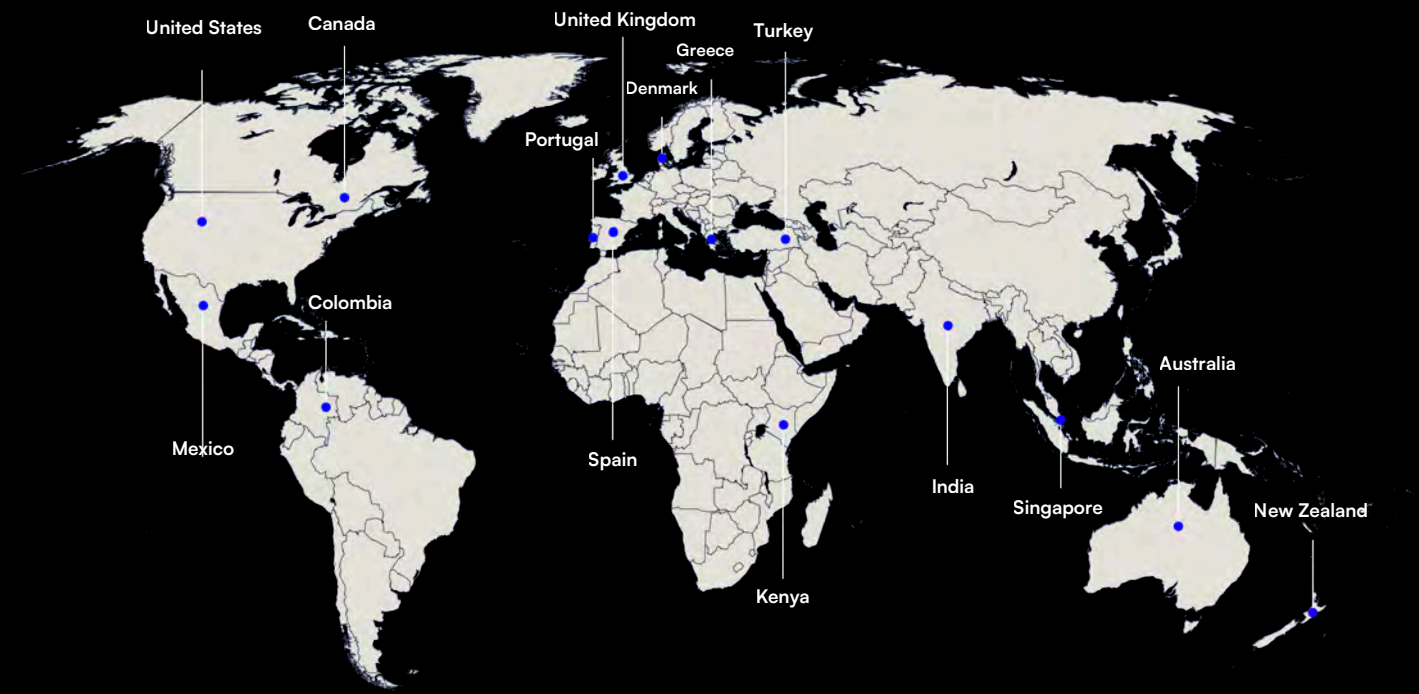 United Kingdom
Canada
United States
Turkey
Greece
Denmark
Portugal
Colombia
Australia
Mexico
Spain
India
Singapore
New Zealand
Kenya